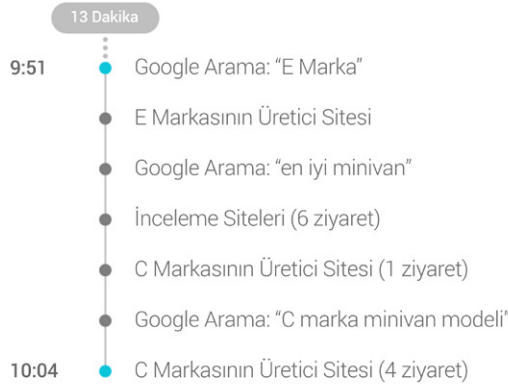 13 Dakika
9:51 Google Arama: “E Marka”
E Markasının Üretici Sitesi
Google Arama: “en iyi minivan”
İnceleme Siteleri (6 ziyaret)
C Markasının Üretici Sitesi (1 ziyaret)
Google Arama: “C marka minivan modeli”
10:04 C Markasının Üretici Sitesi (4 ziyaret)